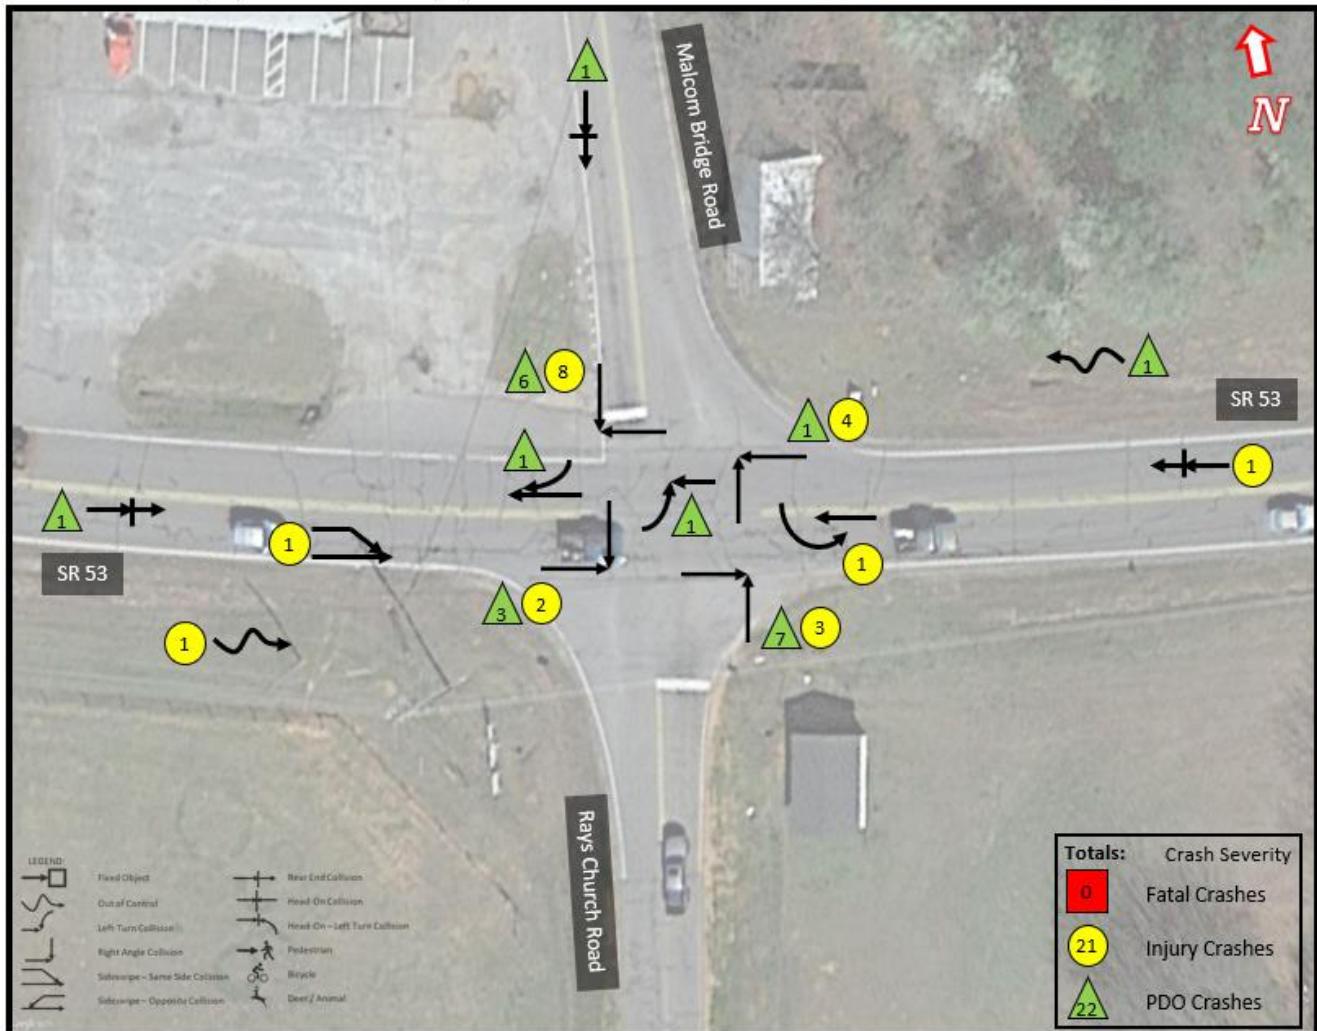 1
Malcom Bridge Road
N
6
8
1
4
1
SR 53
1
1
1
1
1
1
SR 53
3
2
7
3
1
Rays Church Road
LEGEND:
Fixed Object
Rear End Collision
Out of Control
Head-On Collision
Left Turn Collision
Head-On – Left Turn Collision
Right Angle Collision
Pedestrian
Sideswipe – Same Side Collision
Bicycle
Sideswipe – Opposite Collision
Deer / Animal
Totals: Crash Severity
0 Fatal Crashes
21 Injury Crashes
22 PDO Crashes